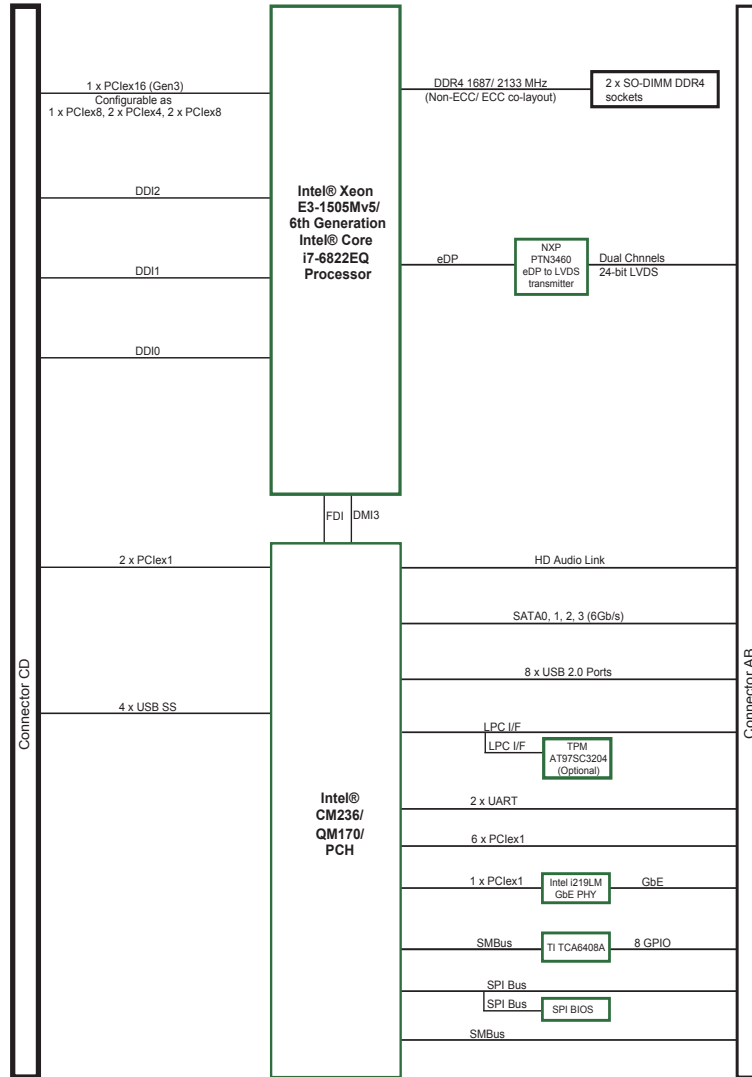 1 x PCIex16 (Gen3)
Configurable as
1 x PCIex8, 2 x PCIex4, 2 x PCIex8
DDI2
DDI1
DDI0
Intel® Xeon
E3-1505Mv5/
6th Generation
Intel® Core
i7-6822EQ
Processor
DDR4 1687/ 2133 MHz
(Non-ECC/ ECC co-layout)
2 x SO-DIMM DDR4
sockets
eDP
NXP
PTN3460
eDP to LVDS
transmitter
Dual Chnnels
24-bit LVDS
FDI
DMI3
Connector CD
2 x PCIex1
4 x USB SS
Intel®
CM236/
QM170/
PCH
HD Audio Link
SATA0, 1, 2, 3 (6Gb/s)
8 x USB 2.0 Ports
LPC I/F
LPC I/F
TPM
AT97SC3204
(Optional)
2 x UART
6 x PCIex1
1 x PCIex1
Intel i219LM
GbE PHY
GbE
SMBus
TI TCA6408A
8 GPIO
SPI Bus
SPI Bus
SPI BIOS
SMBus
Connector AB